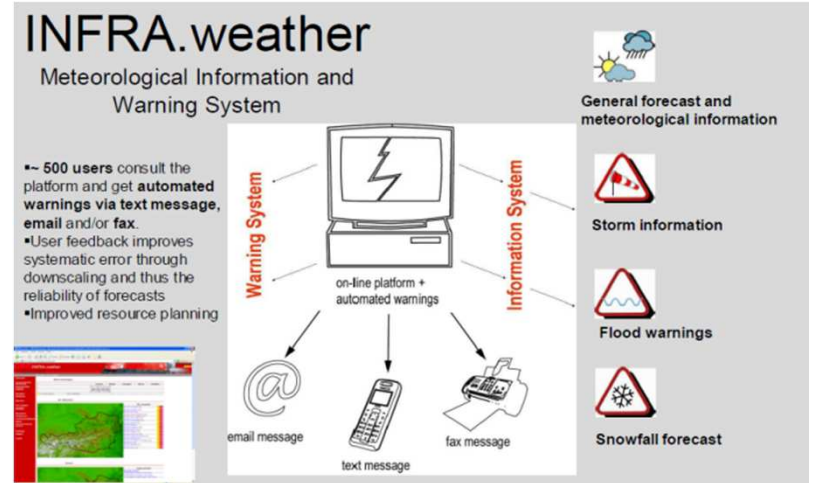 INFRA.weather
Meteorological Information and
Warning System
▪~ 500 users consult the
platform and get automated
warnings via text message,
email and/or fax.
▪User feedback improves
systematic error through
downscaling and thus the
reliability of forecasts
▪Improved resource planning
Warning System
Information System
on-line platform +
automated warnings
@
email message
text message
fax message
General forecast and
meteorological information
Storm information
Flood warnings
Snowfall forecast
INFRA.weather